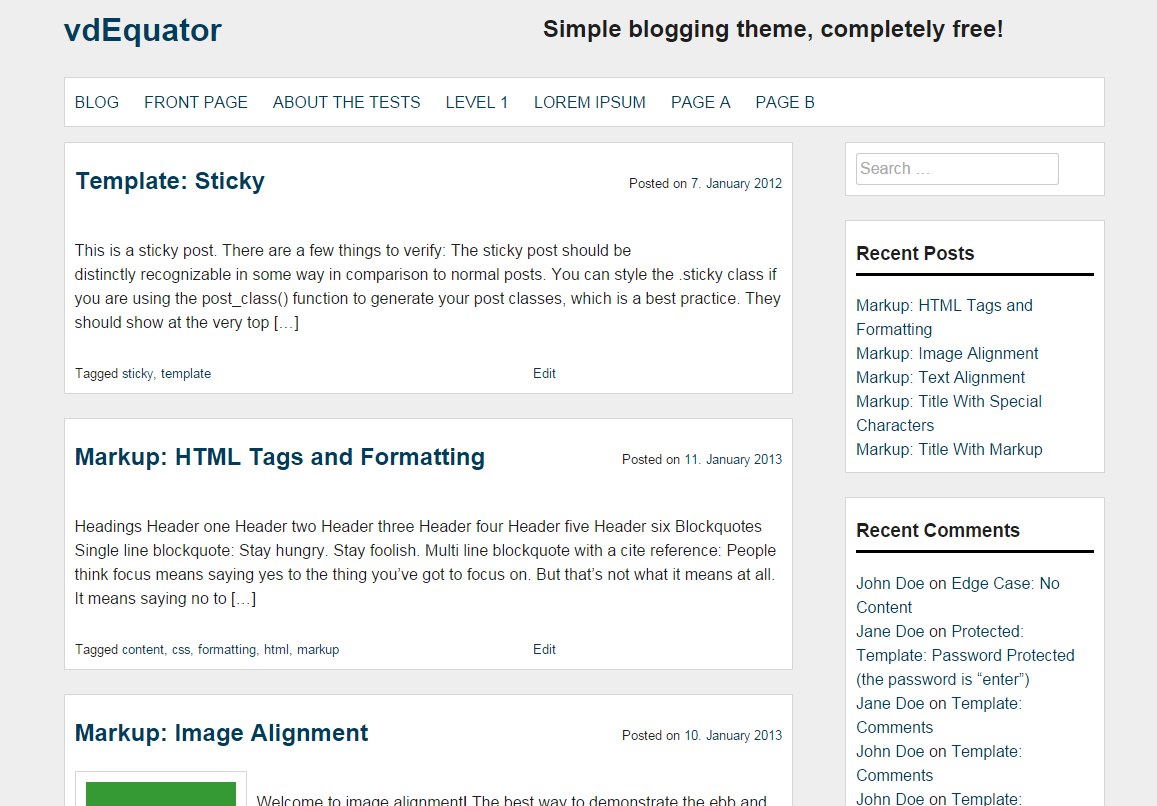 vdEquator
Simple blogging theme, completely free!
BLOG FRONT PAGE ABOUT THE TESTS LEVEL 1 LOREM IPSUM PAGE A PAGE B
Template: Sticky
Posted on 7. January 2012
This is a sticky post. There are a few things to verify: The sticky post should be
distinctly recognizable in some way in comparison to normal posts. You can style the .sticky class if
you are using the post_class() function to generate your post classes, which is a best practice. They
should show at the very top […]
Tagged sticky, template
Edit
Markup: HTML Tags and Formatting
Posted on 11. January 2013
Headings Header one Header two Header three Header four Header five Header six Blockquotes
Single line blockquote: Stay hungry. Stay foolish. Multi line blockquote with a cite reference: People
think focus means saying yes to the thing you’ve got to focus on. But that’s not what it means at all.
It means saying no to […]
Tagged content, css, formatting, html, markup
Edit
Markup: Image Alignment
Posted on 10. January 2013
Welcome to image alignment! The best way to demonstrate the ebb and
Search …
Recent Posts
Markup: HTML Tags and
Formatting
Markup: Image Alignment
Markup: Text Alignment
Markup: Title With Special
Characters
Markup: Title With Markup
Recent Comments
John Doe on Edge Case: No
Content
Jane Doe on Protected:
Template: Password Protected
(the password is “enter”)
Jane Doe on Template:
Comments
John Doe on Template:
Comments
John Doe on Template: